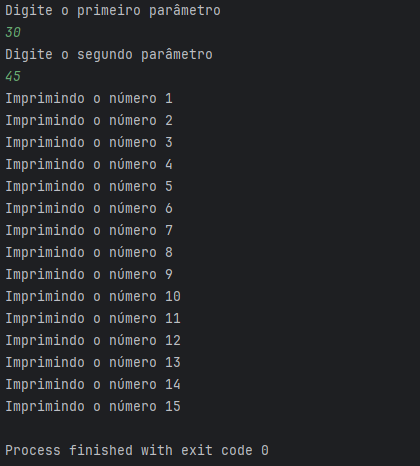 Digite o primeiro parâmetro
30
Digite o segundo parâmetro
45
Imprimindo o número 1
Imprimindo o número 2
Imprimindo o número 3
Imprimindo o número 4
Imprimindo o número 5
Imprimindo o número 6
Imprimindo o número 7
Imprimindo o número 8
Imprimindo o número 9
Imprimindo o número 10
Imprimindo o número 11
Imprimindo o número 12
Imprimindo o número 13
Imprimindo o número 14
Imprimindo o número 15
Process finished with exit code 0